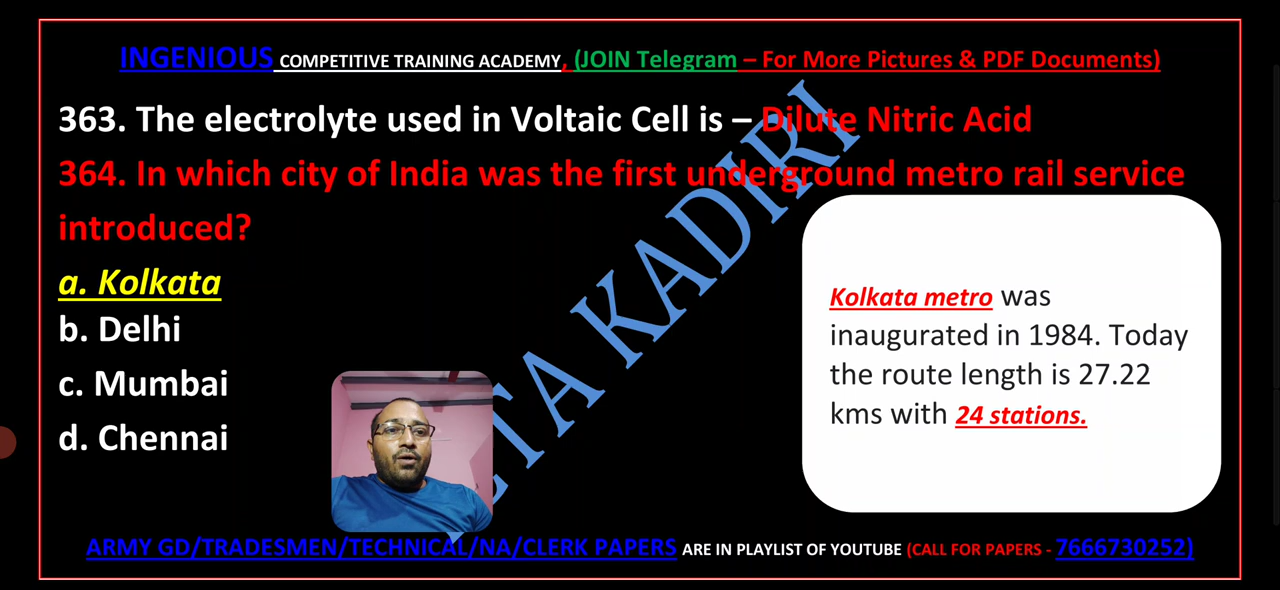 INGENIOUS COMPETITIVE TRAINING ACADEMY, (JOIN Telegram – For More Pictures & PDF Documents)
363. The electrolyte used in Voltaic Cell is – Dilute Nitric Acid
364. In which city of India was the first underground metro rail service
introduced?
a. Kolkata
b. Delhi
c. Mumbai
d. Chennai
Kolkata metro was
inaugurated in 1984. Today
the route length is 27.22
kms with 24 stations.
KADIRI
ARMY GD/TRADESMEN/TECHNICAL/NA/CLERK PAPERS ARE IN PLAYLIST OF YOUTUBE (CALL FOR PAPERS - 7666730252)